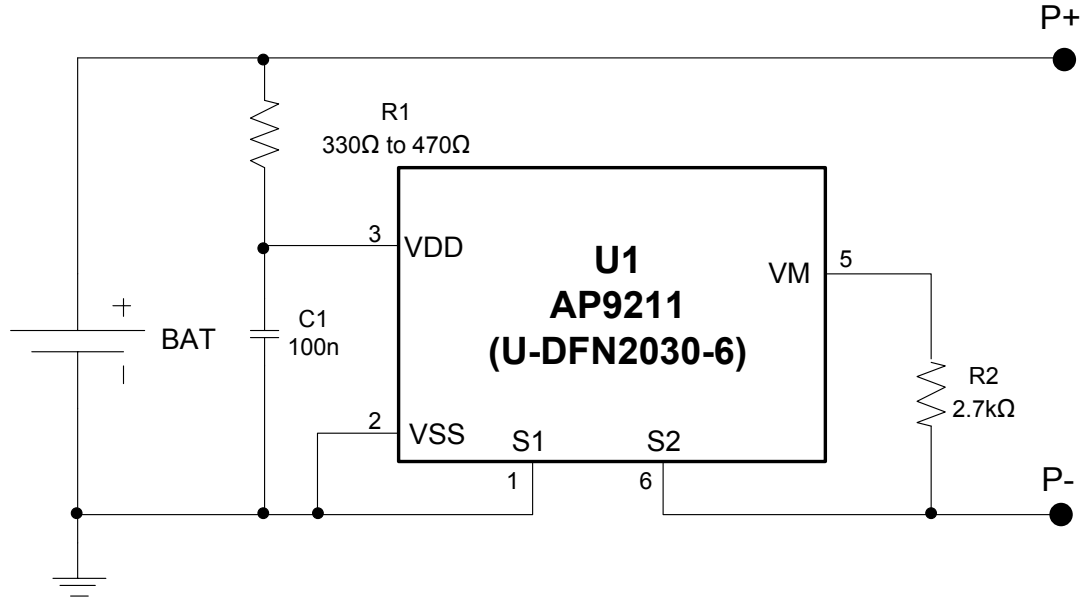 P+
R1
330Ω to 470Ω
3
VDD
U1
AP9211
(U-DFN2030-6)
VM
5
+
BAT
−
C1
100n
R2
2.7kΩ
2
VSS
S1
S2
1
6
P-